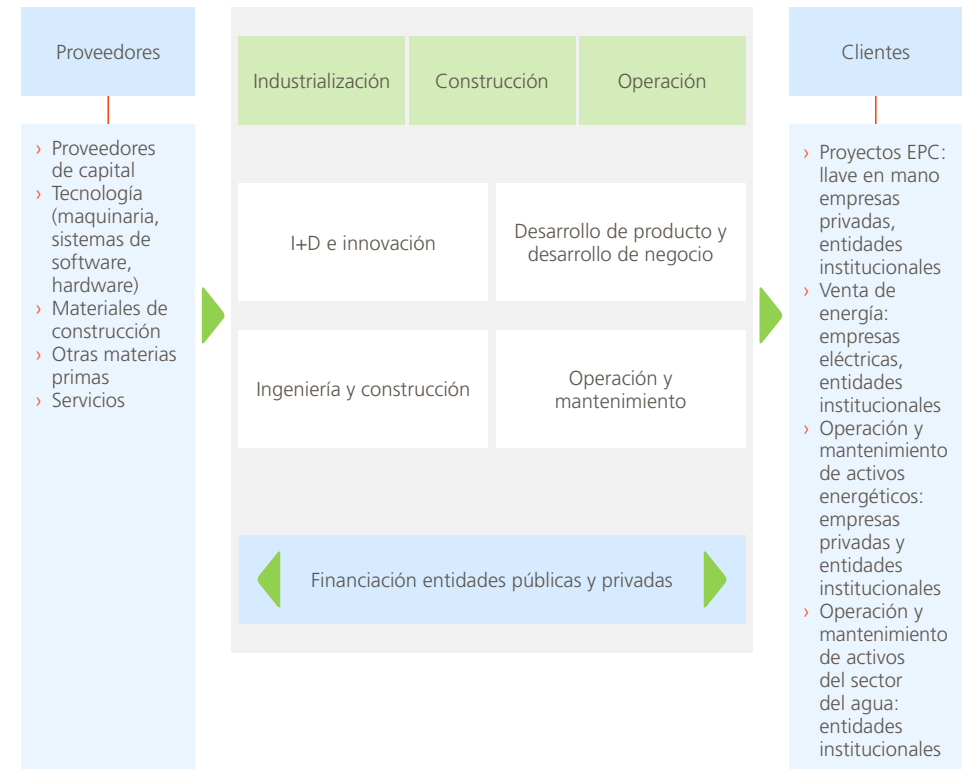 Proveedores
› Proveedores
de capital
› Tecnología
(maquinaria,
sistemas de
software,
hardware)
› Materiales de
construcción
› Otras materias
primas
› Servicios
Industrialización
Construcción
Operación
I+D e innovación
Desarrollo de producto y
desarrollo de negocio
Ingeniería y construcción
Operación y
mantenimiento
Financiación entidades públicas y privadas
Clientes
› Proyectos EPC:
llave en mano
empresas
privadas,
entidades
institucionales
› Venta de
energía:
empresas
eléctricas,
entidades
institucionales
› Operación y
mantenimiento
de activos
energéticos:
empresas
privadas y
entidades
institucionales
› Operación y
mantenimiento
de activos
del sector
del agua:
entidades
institucionales